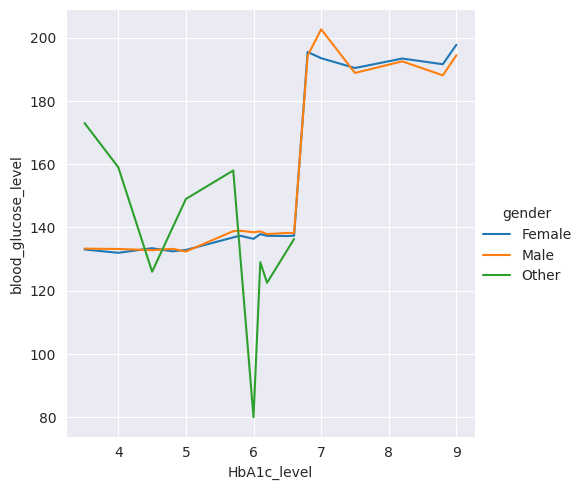 200
180
160
140
120
100
80
blood_glucose_level
4 5 6 7 8 9
HbA1c_level
gender
Female
Male
Other